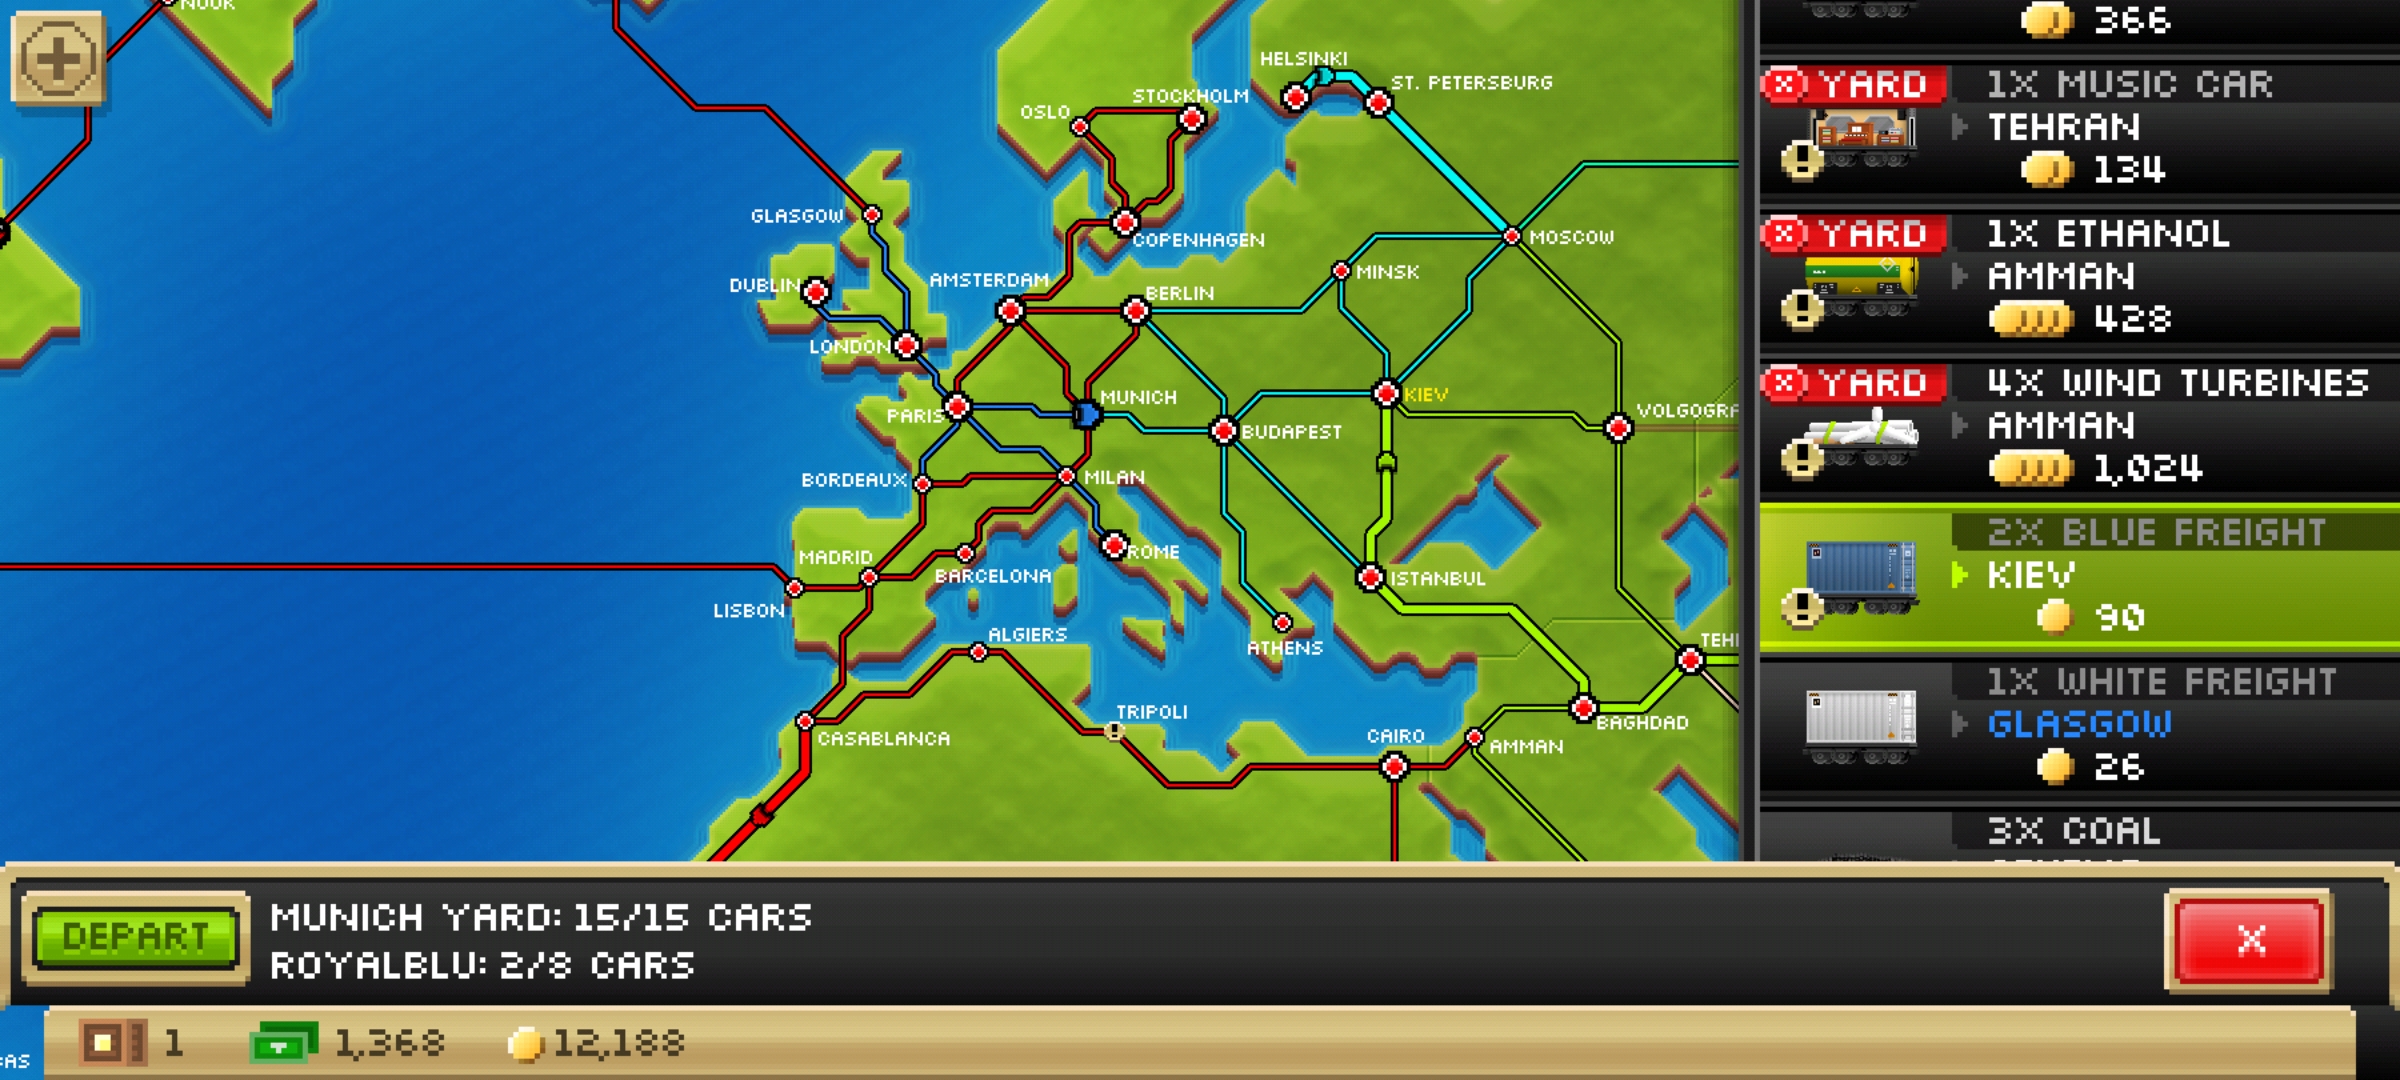 NUUK
HELSINKI
ST. PETERSBURG
STOCKHOLM
OSLO
GLASGOW
COPENHAGEN
MOSCOW
MINSK
DUBLIN
AMSTERDAM
BERLIN
LONDON
MUNICH
KIEV
PARIS
VOLGOGRA
BUDAPEST
BORDEAUX
MILAN
MADRID
ROME
BARCELONA
ISTANBUL
LISBON
ALGIERS
ATHENS
TEH
TRIPOLI
BAGHDAD
CASABLANCA
CAIRO
AMMAN
366
YARD
1X MUSIC CAR
TEHRAN
134
YARD
1X ETHANOL
AMMAN
428
YARD
4X WIND TURBINES
AMMAN
1,024
2X BLUE FREIGHT
KIEV
90
1X WHITE FREIGHT
GLASGOW
26
3X COAL
DEPART
MUNICH YARD: 15/15 CARS
ROYALBLU: 2/8 CARS
X
1
1,368
12,188